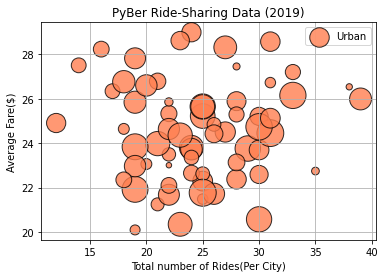 PyBer Ride-Sharing Data (2019)
Urban
Average Fare($)
28
26
24
22
20
15
20
25
30
35
40
Total number of Rides(Per City)